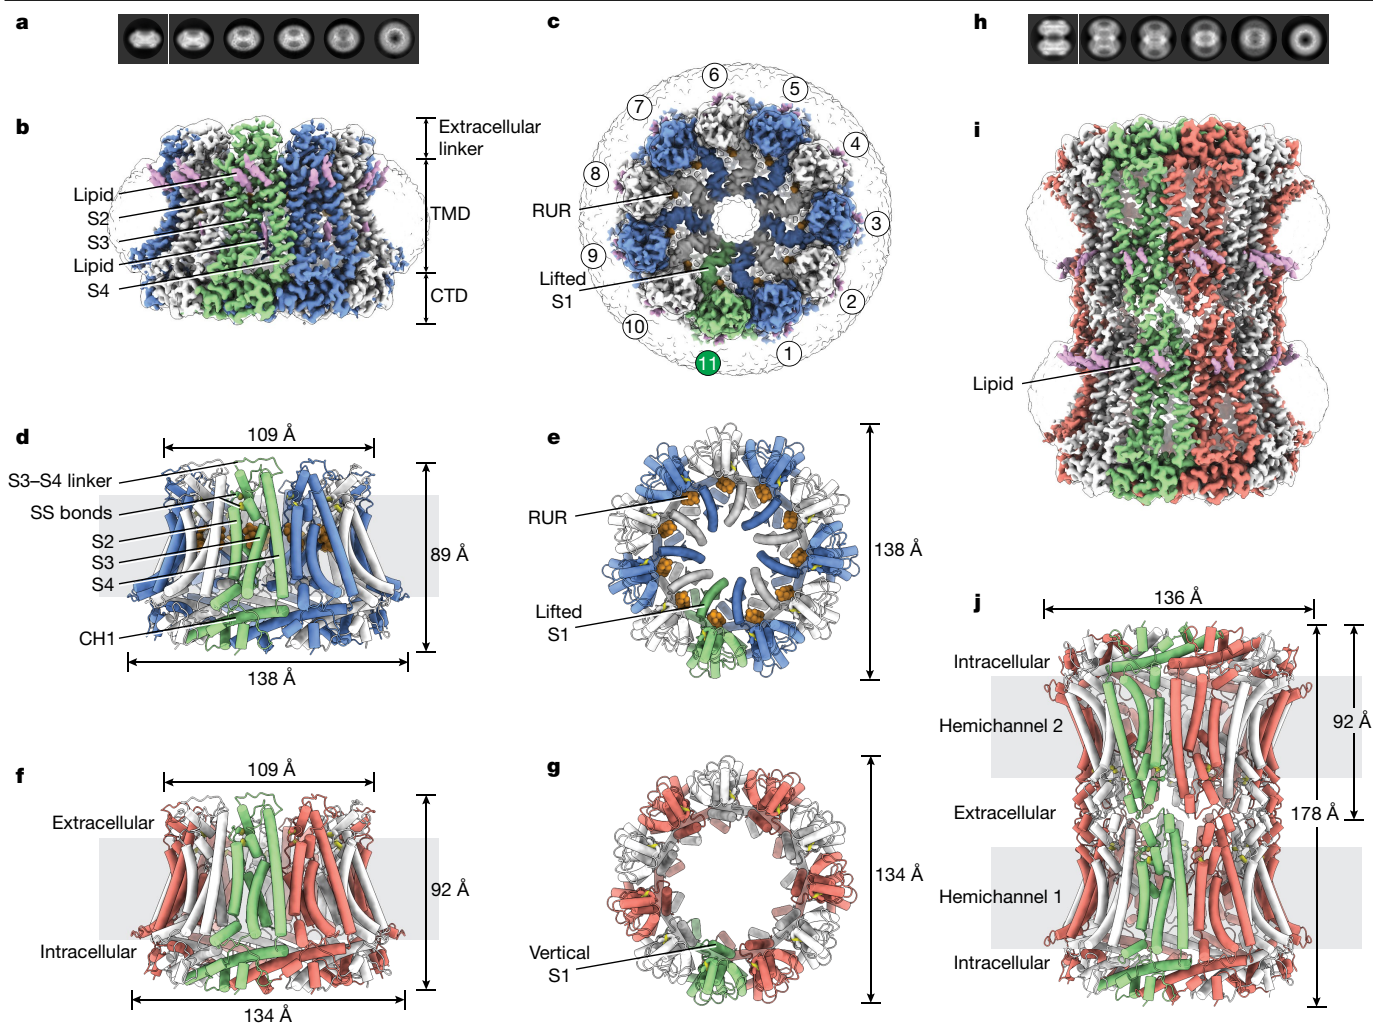 a
b
Extracellular
linker
Lipid
S2
S3
Lipid
S4
TMD
CTD
c
6
5
7
4
8
3
9
2
10
1
11
RUR
Lifted
S1
d
109 Å
S3–S4 linker
SS bonds
S2
S3
S4
CH1
89 Å
138 Å
e
RUR
Lifted
S1
138 Å
f
109 Å
Extracellular
Intracellular
92 Å
134 Å
g
Vertical
S1
134 Å
h
i
Lipid
j
136 Å
Intracellular
Hemichannel 2
92 Å
Extracellular
178 Å
Hemichannel 1
Intracellular